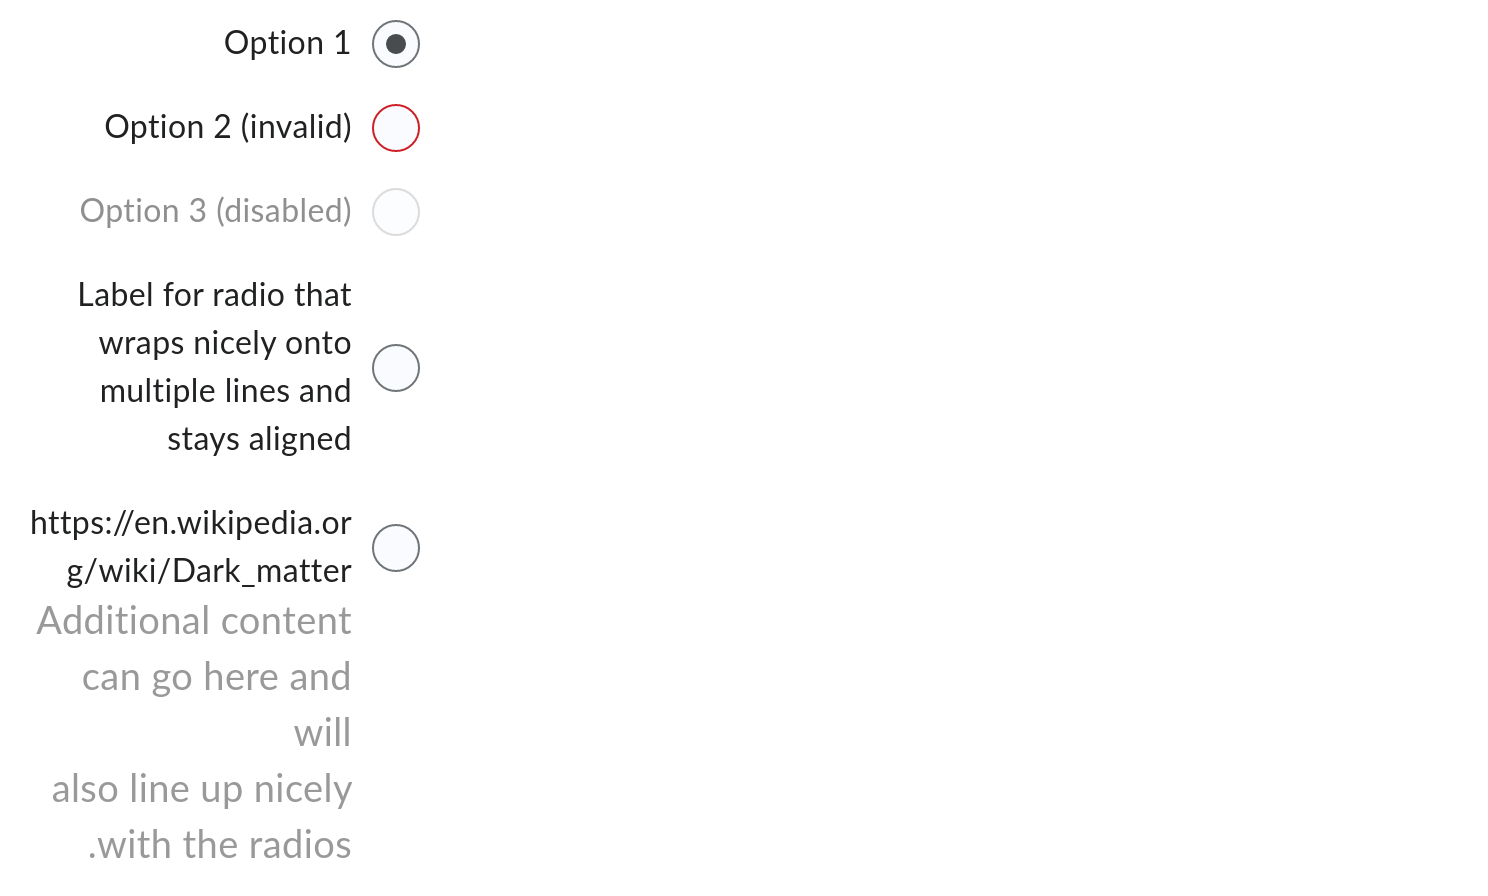 Option 1
Option 2 (invalid)
Option 3 (disabled)
Label for radio that
wraps nicely onto
multiple lines and
stays aligned
https://en.wikipedia.or
g/wiki/Dark_matter
Additional content
can go here and
will
also line up nicely
.with the radios